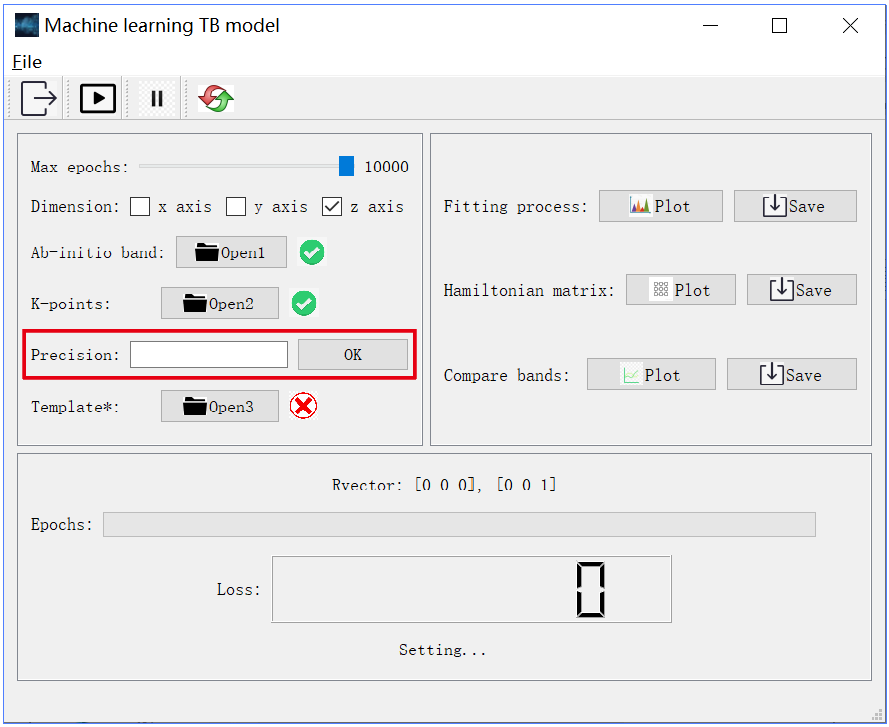 Machine learning TB model
File
Max epochs: 10000
Dimension: x axis y axis z axis
Ab-initio band: Open1
K-points: Open2
Precision: OK
Template*: Open3
Fitting process: Plot Save
Hamiltonian matrix: Plot Save
Compare bands: Plot Save
Rvector: [0 0 0], [0 0 1]
Epochs:
Loss: 0
Setting...